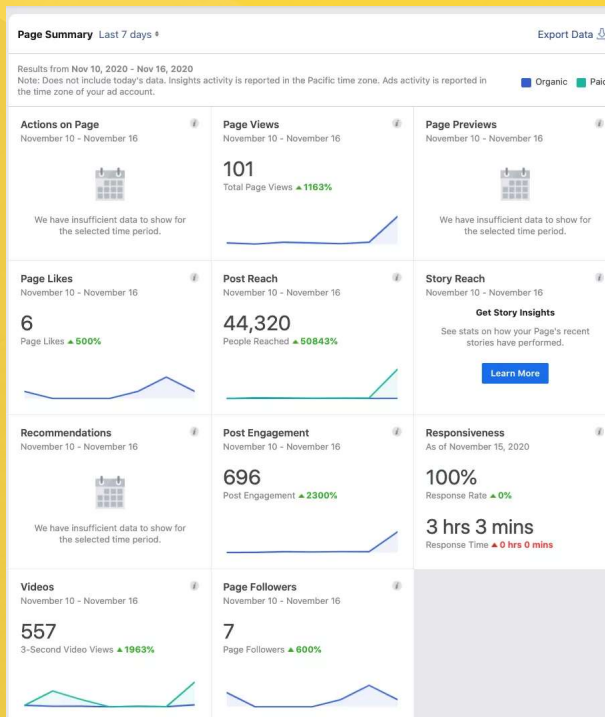 Page Summary Last 7 days
Export Data
Results from Nov 10, 2020 - Nov 16, 2020
Note: Does not include today's data. Insights activity is reported in the Pacific time zone. Ads activity is reported in
the time zone of your ad account.
Organic
Actions on Page
November 10 - November 16
We have insufficient data to show for
the selected time period.
Page Views
November 10 - November 16
101
Total Page Views ▲1163%
Page Previews
November 10 - November 16
We have insufficient data to show for
the selected time period.
Page Likes
November 10 - November 16
6
Page Likes ▲500%
Post Reach
November 10 - November 16
44,320
People Reached ▲50843%
Story Reach
November 10 - November 16
Get Story Insights
See stats on how your Page's recent
stories have performed.
Learn More
Recommendations
November 10 - November 16
We have insufficient data to show for
the selected time period.
Post Engagement
November 10 - November 16
696
Post Engagement ▲2300%
Responsiveness
As of November 15, 2020
100%
Response Rate ▲0%
3 hrs 3 mins
Response Time ▲0 hrs 0 mins
Videos
November 10 - November 16
557
3-Second Video Views ▲1963%
Page Followers
November 10 - November 16
7
Page Followers ▲600%